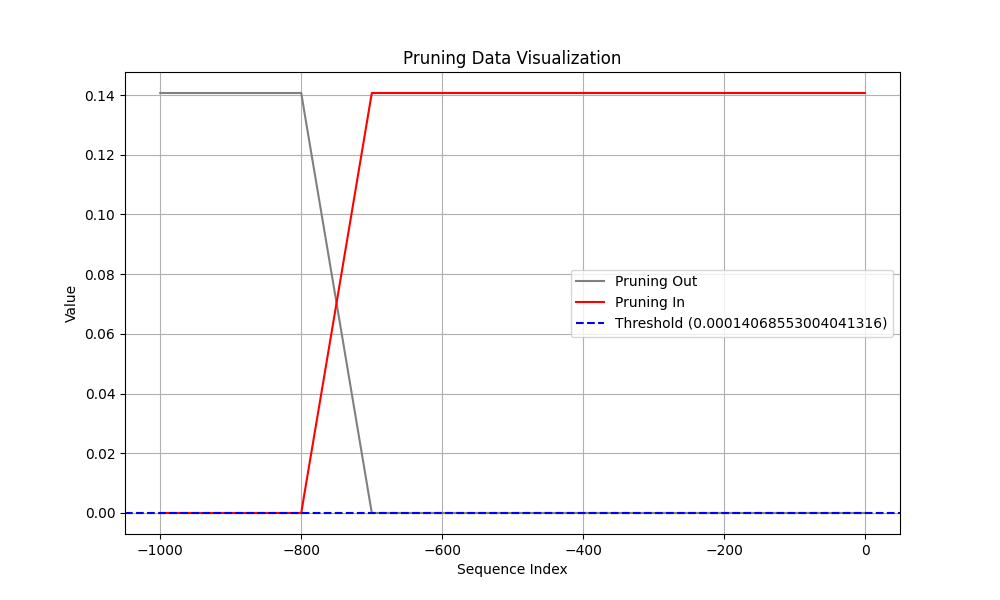 Pruning Data Visualization
Value
0.14
0.12
0.10
0.08
0.06
0.04
0.02
0.00
Pruning Out
Pruning In
Threshold (0.00014068553004041316)
−1000 −800 −600 −400 −200 0
Sequence Index